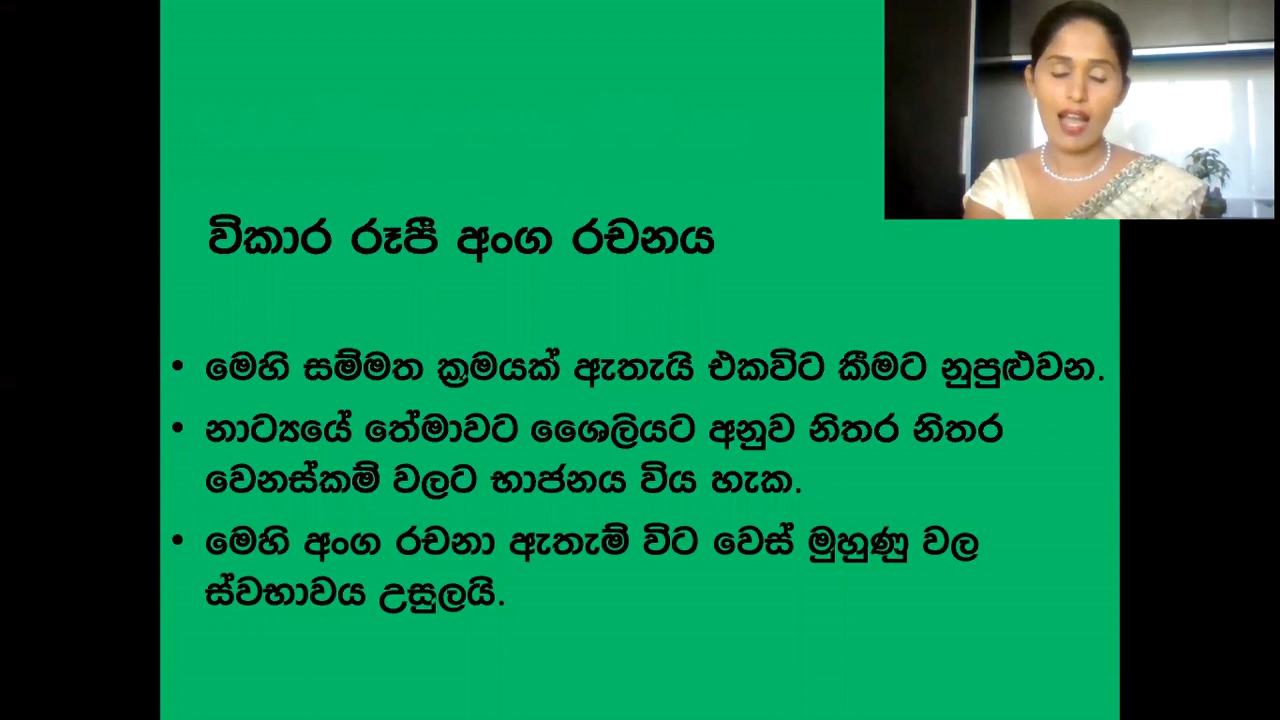 විකාර රූපී අංග රචනය
• මෙහි සම්මත ක්‍රමයක් ඇතැයි එකවිට කීමට නුපුළුවන.
• නාට්‍යයේ තේමාවට ශෛලියට අනුව නිතර නිතර
වෙනස්කම් වලට භාජනය විය හැක.
• මෙහි අංග රචනා ඇතැම් විට වෙස් මුහුණු වල
ස්වභාවය උසුලයි.